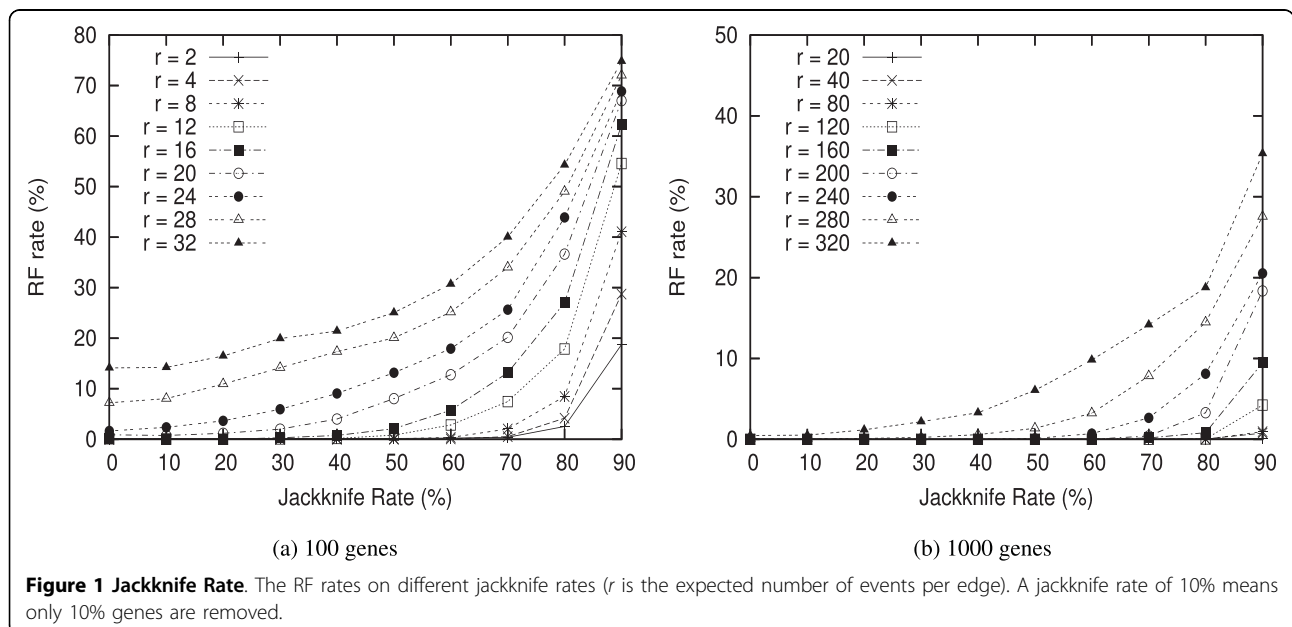 80
70
60
50
40
30
20
10
0
RF rate (%)
r = 2
r = 4
r = 8
r = 12
r = 16
r = 20
r = 24
r = 28
r = 32
0 10 20 30 40 50 60 70 80 90
Jackknife Rate (%)
(a) 100 genes
50
40
30
20
10
0
RF rate (%)
r = 20
r = 40
r = 80
r = 120
r = 160
r = 200
r = 240
r = 280
r = 320
0 10 20 30 40 50 60 70 80 90
Jackknife Rate (%)
(b) 1000 genes
Figure 1 Jackknife Rate. The RF rates on different jackknife rates (r is the expected number of events per edge). A jackknife rate of 10% means
only 10% genes are removed.